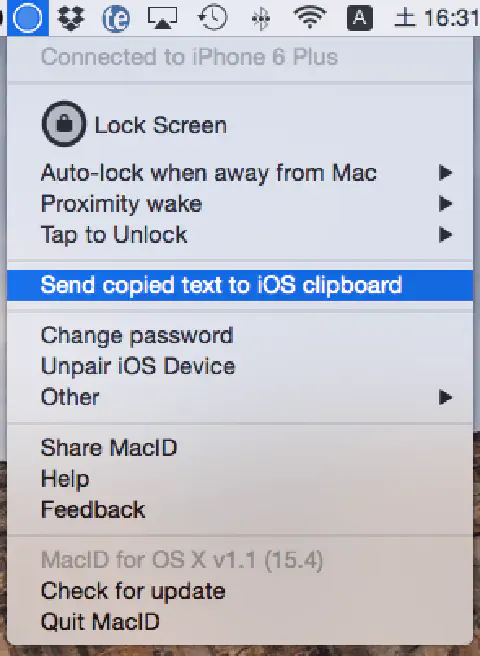 te A 土 16:31
Connected to iPhone 6 Plus
Lock Screen
Auto-lock when away from Mac
Proximity wake
Tap to Unlock
Send copied text to iOS clipboard
Change password
Unpair iOS Device
Other
Share MacID
Help
Feedback
MacID for OS X v1.1 (15.4)
Check for update
Quit MacID